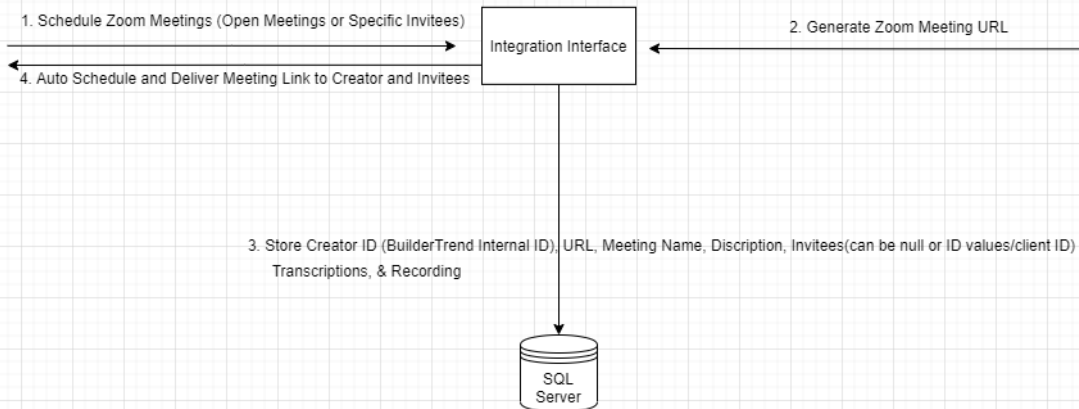 1. Schedule Zoom Meetings (Open Meetings or Specific Invitees)
2. Generate Zoom Meeting URL
Integration Interface
4. Auto Schedule and Deliver Meeting Link to Creator and Invitees
3. Store Creator ID (BuilderTrend Internal ID), URL, Meeting Name, Discription, Invitees(can be null or ID values/client ID)
Transcriptions, & Recording
SQL
Server